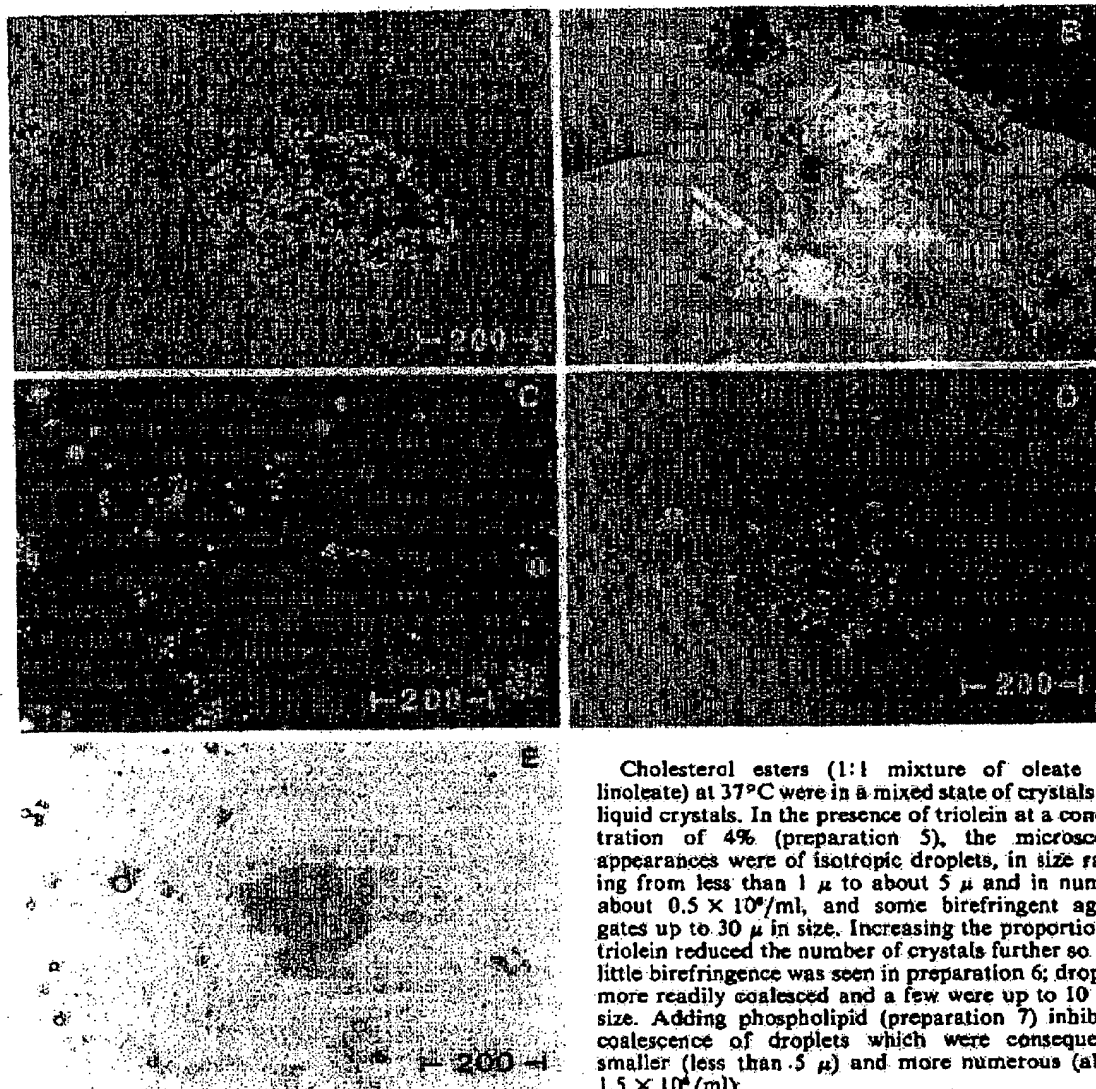 B
200
C
D
200
200
E
200
Cholesterol esters (1:1 mixture of oleate
linoleate) at 37°C were in a mixed state of crystals
liquid crystals. In the presence of triolein at a con
tration of 4% (preparation 5), the microsc
appearances were of isotropic droplets, in size ra
ing from less than 1 μ to about 5 μ and in num
about 0.5 × 10⁶/ml, and some birefringent ag
gates up to 30 μ in size. Increasing the proportio
triolein reduced the number of crystals further so
little birefringence was seen in preparation 6; drop
more readily coalesced and a few were up to 10
size. Adding phospholipid (preparation 7) inhib
coalescence of droplets which were conseque
smaller (less than .5 μ) and more numerous (a
1.5 × 10⁶/ml)